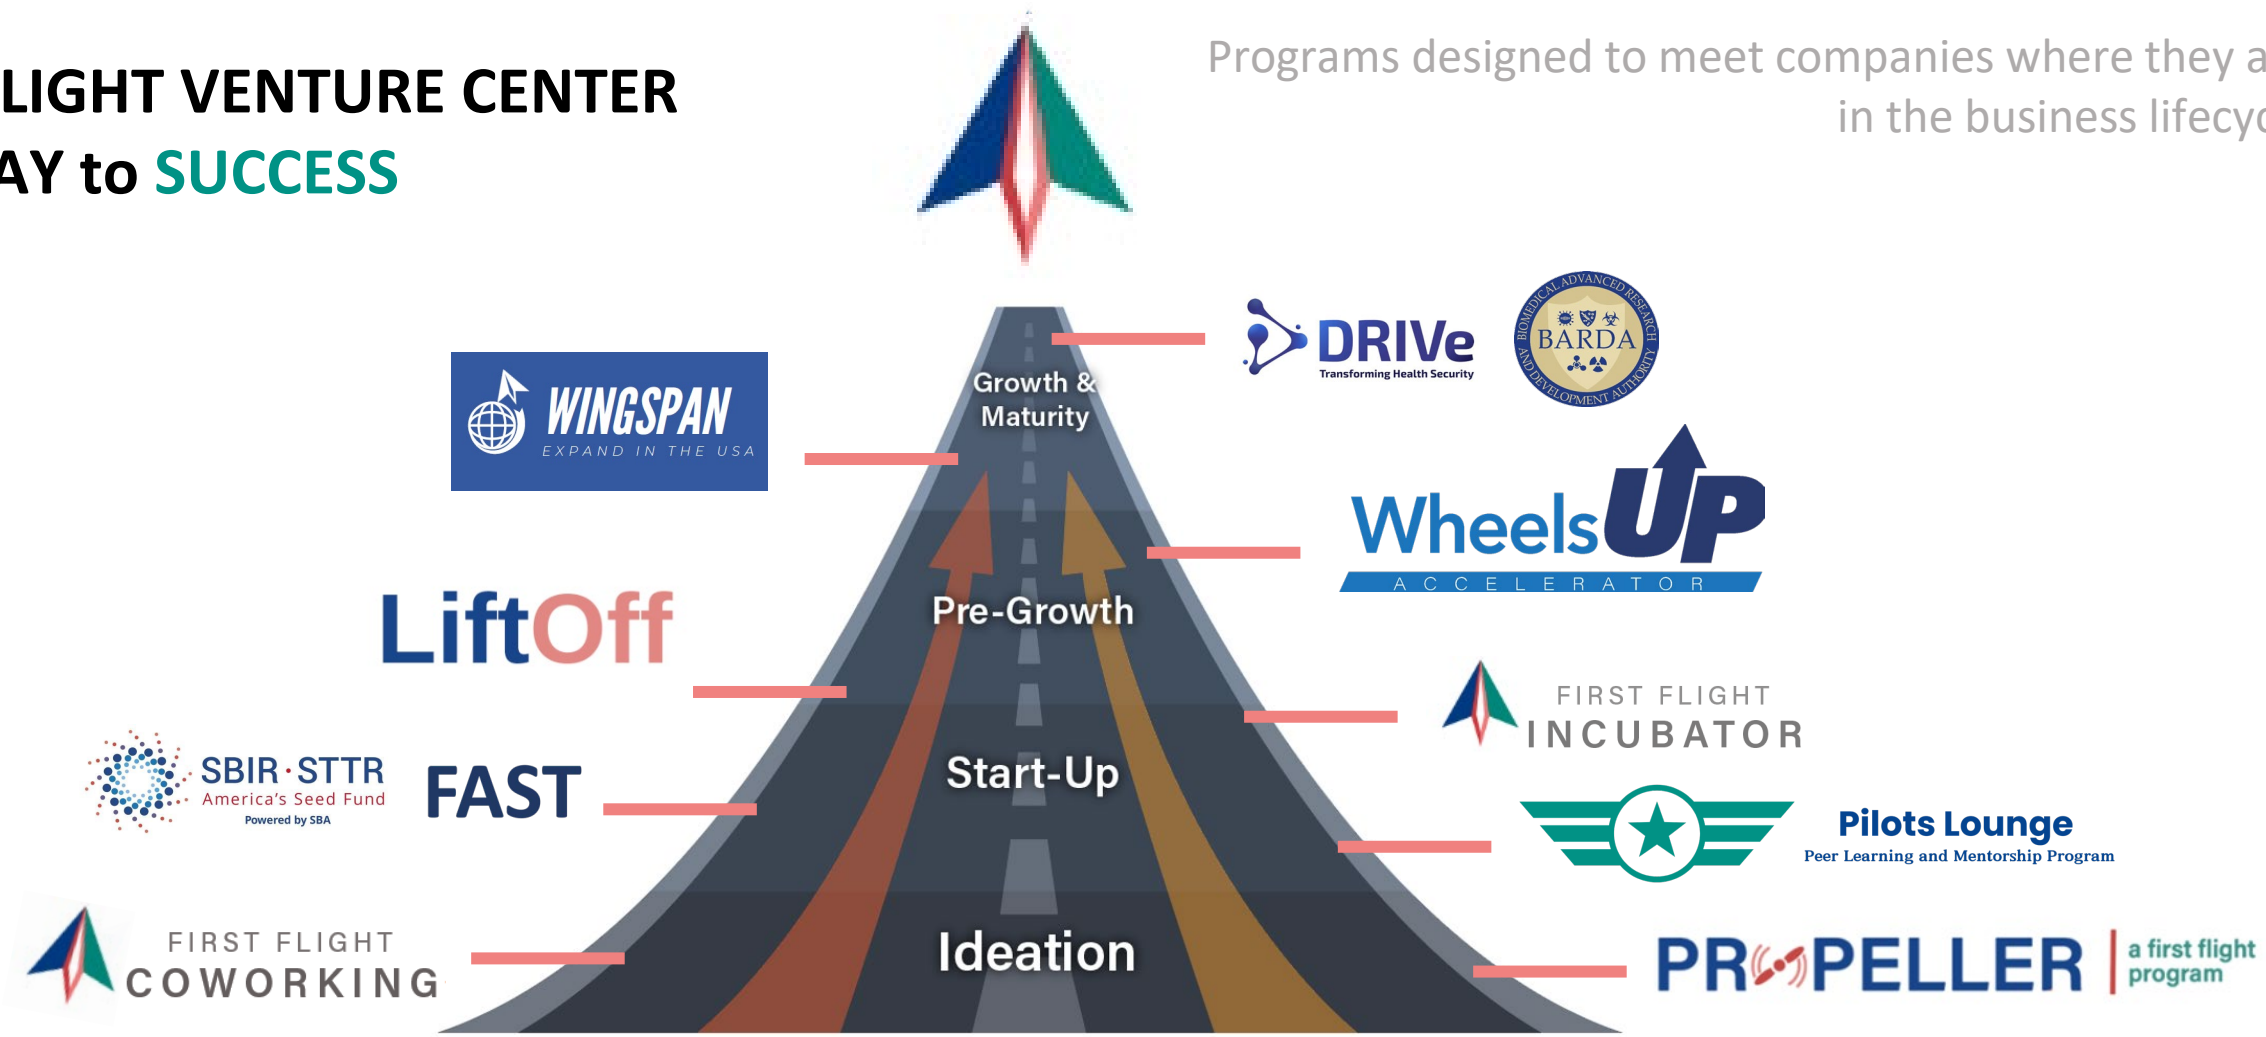 LIGHT VENTURE CENTER
AY to SUCCESS
Programs designed to meet companies where they a
in the business lifecyc
DRIVe
Transforming Health Security
BIOMEDICAL ADVANCED RESEARCH
AND DEVELOPMENT AUTHORITY
BARDA
Growth &
Maturity
WINGSPAN
EXPAND IN THE USA
WheelsUP
ACCELERATOR
LiftOff
Pre-Growth
FIRST FLIGHT
INCUBATOR
SBIR·STTR
America's Seed Fund
Powered by SBA
FAST
Start-Up
Pilots Lounge
Peer Learning and Mentorship Program
FIRST FLIGHT
COWORKING
Ideation
PROPELLER
a first flight
program